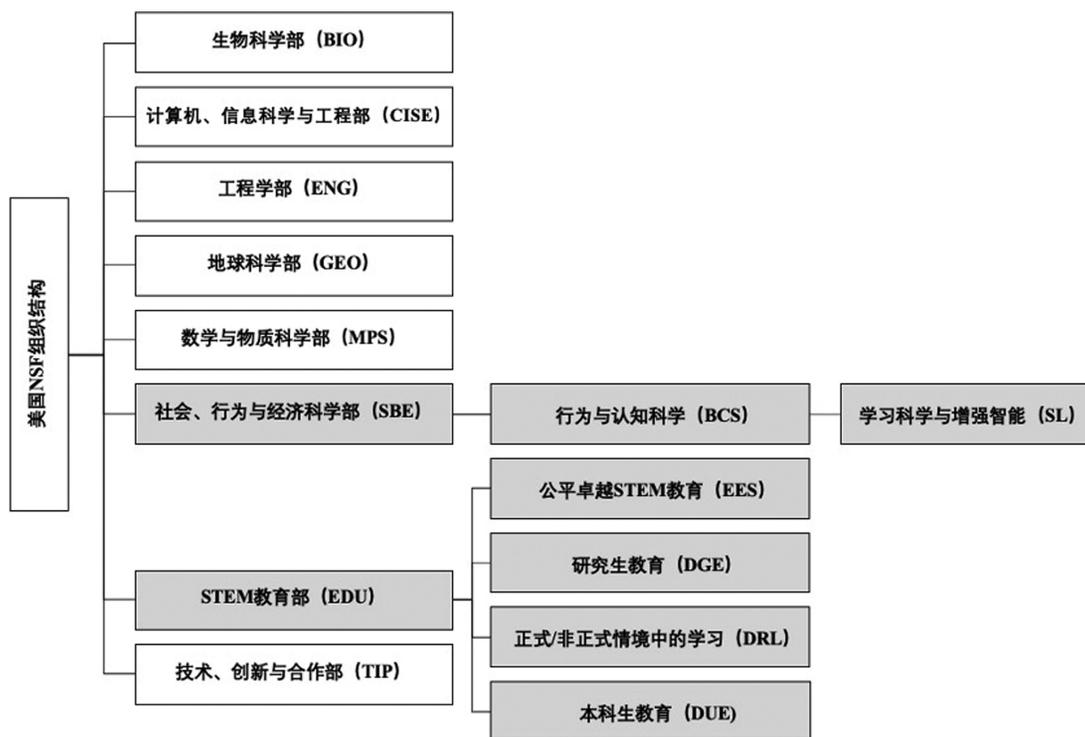 美国NSF组织结构
生物科学部（BIO）
计算机、信息科学与工程部（CISE）
工程学部（ENG）
地球科学部（GEO）
数学与物质科学部（MPS）
社会、行为与经济科学部（SBE）
行为与认知科学（BCS）
学习科学与增强智能（SL）
STEM教育部（EDU）
公平卓越STEM教育（EES）
研究生教育（DGE）
正式/非正式情境中的学习（DRL）
本科生教育（DUE)
技术、创新与合作部（TIP）